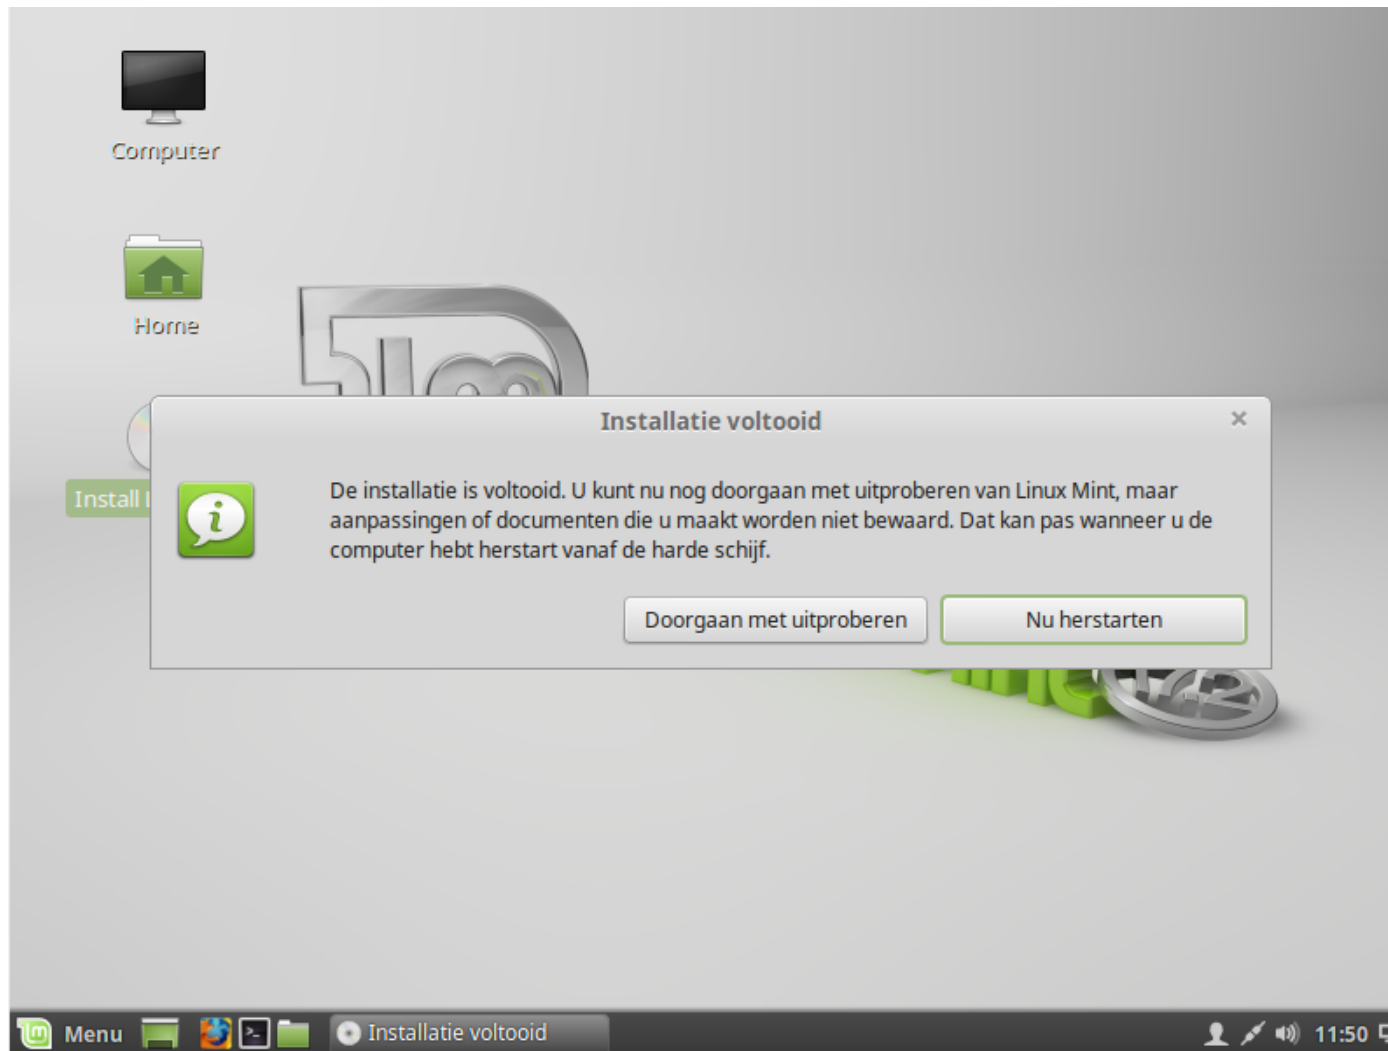 Computer
Home
Install
Installatie voltooid
De installatie is voltooid. U kunt nu nog doorgaan met uitproberen van Linux Mint, maar
aanpassingen of documenten die u maakt worden niet bewaard. Dat kan pas wanneer u de
computer hebt herstart vanaf de harde schijf.
Doorgaan met uitproberen
Nu herstarten
17.2
Menu
Installatie voltooid
11:50